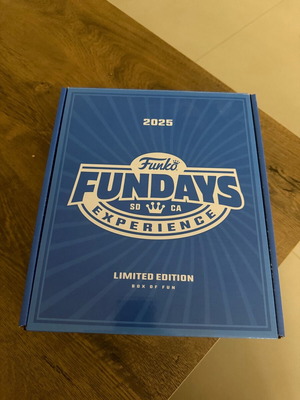 2025
Funko
FUNDAYS
SD CA
EXPERIENCE
LIMITED EDITION
BOX OF FUN